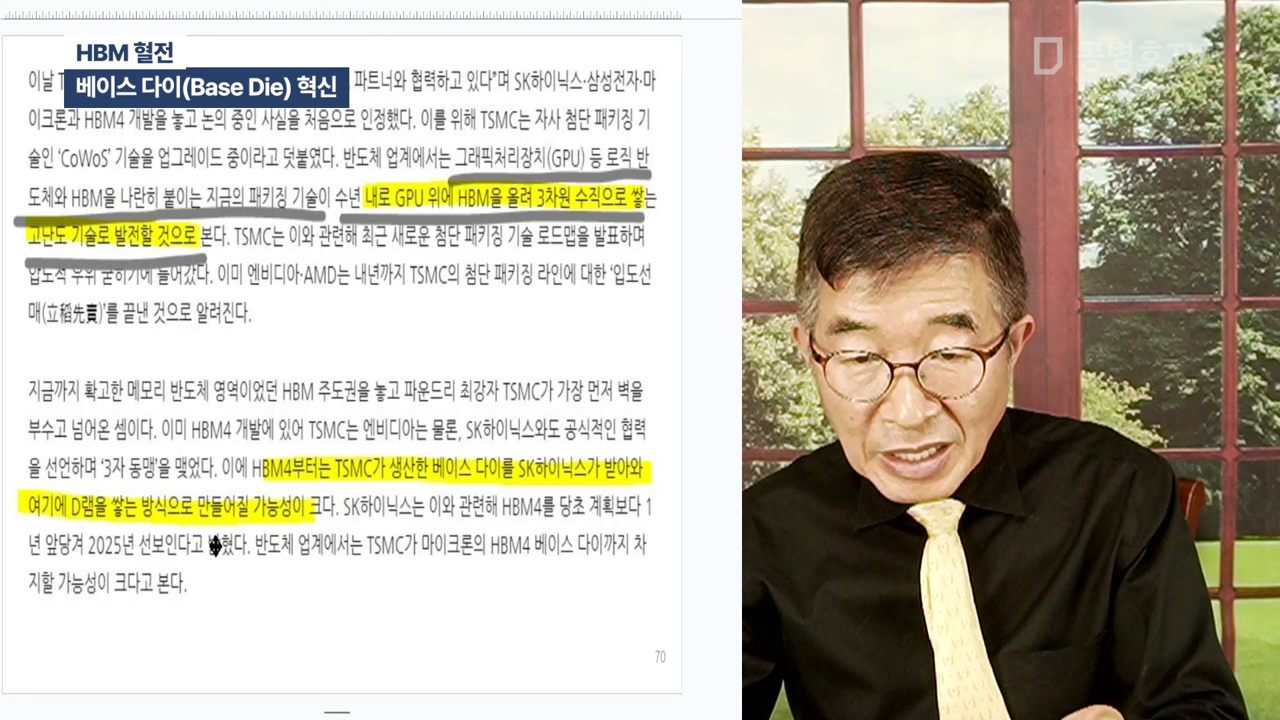 HBM 혈전
베이스 다이(Base Die) 혁신
이날 T 파트너와 협력하고 있다”며 SK하이닉스·삼성전자·마
이크론과 HBM4 개발을 놓고 논의 중인 사실을 처음으로 인정했다. 이를 위해 TSMC는 자사 첨단 패키징 기
술인 ‘CoWoS’ 기술을 업그레이드 중이라고 덧붙였다. 반도체 업계에서는 그래픽처리장치(GPU) 등 로직 반
도체와 HBM을 나란히 붙이는 지금의 패키징 기술이 수년 내로 GPU 위에 HBM을 올려 3차원 수직으로 쌓는
고난도 기술로 발전할 것으로 본다. TSMC는 이와 관련해 최근 새로운 첨단 패키징 기술 로드맵을 발표하며
압도적 우위 굳히기에 들어갔다. 이미 엔비디아·AMD는 내년까지 TSMC의 첨단 패키징 라인에 대한 ‘입도선
매(立稻先賣)’를 끝낸 것으로 알려진다.
지금까지 확고한 메모리 반도체 영역이었던 HBM 주도권을 놓고 파운드리 최강자 TSMC가 가장 먼저 벽을
부수고 넘어온 셈이다. 이미 HBM4 개발에 있어 TSMC는 엔비디아는 물론, SK하이닉스와도 공식적인 협력
을 선언하며 ‘3자 동맹’을 맺었다. 이에 HBM4부터는 TSMC가 생산한 베이스 다이를 SK하이닉스가 받아와
여기에 D램을 쌓는 방식으로 만들어질 가능성이 크다. SK하이닉스는 이와 관련해 HBM4를 당초 계획보다 1
년 앞당겨 2025년 선보인다고 혔다. 반도체 업계에서는 TSMC가 마이크론의 HBM4 베이스 다이까지 차
지할 가능성이 크다고 본다.
70
공병호